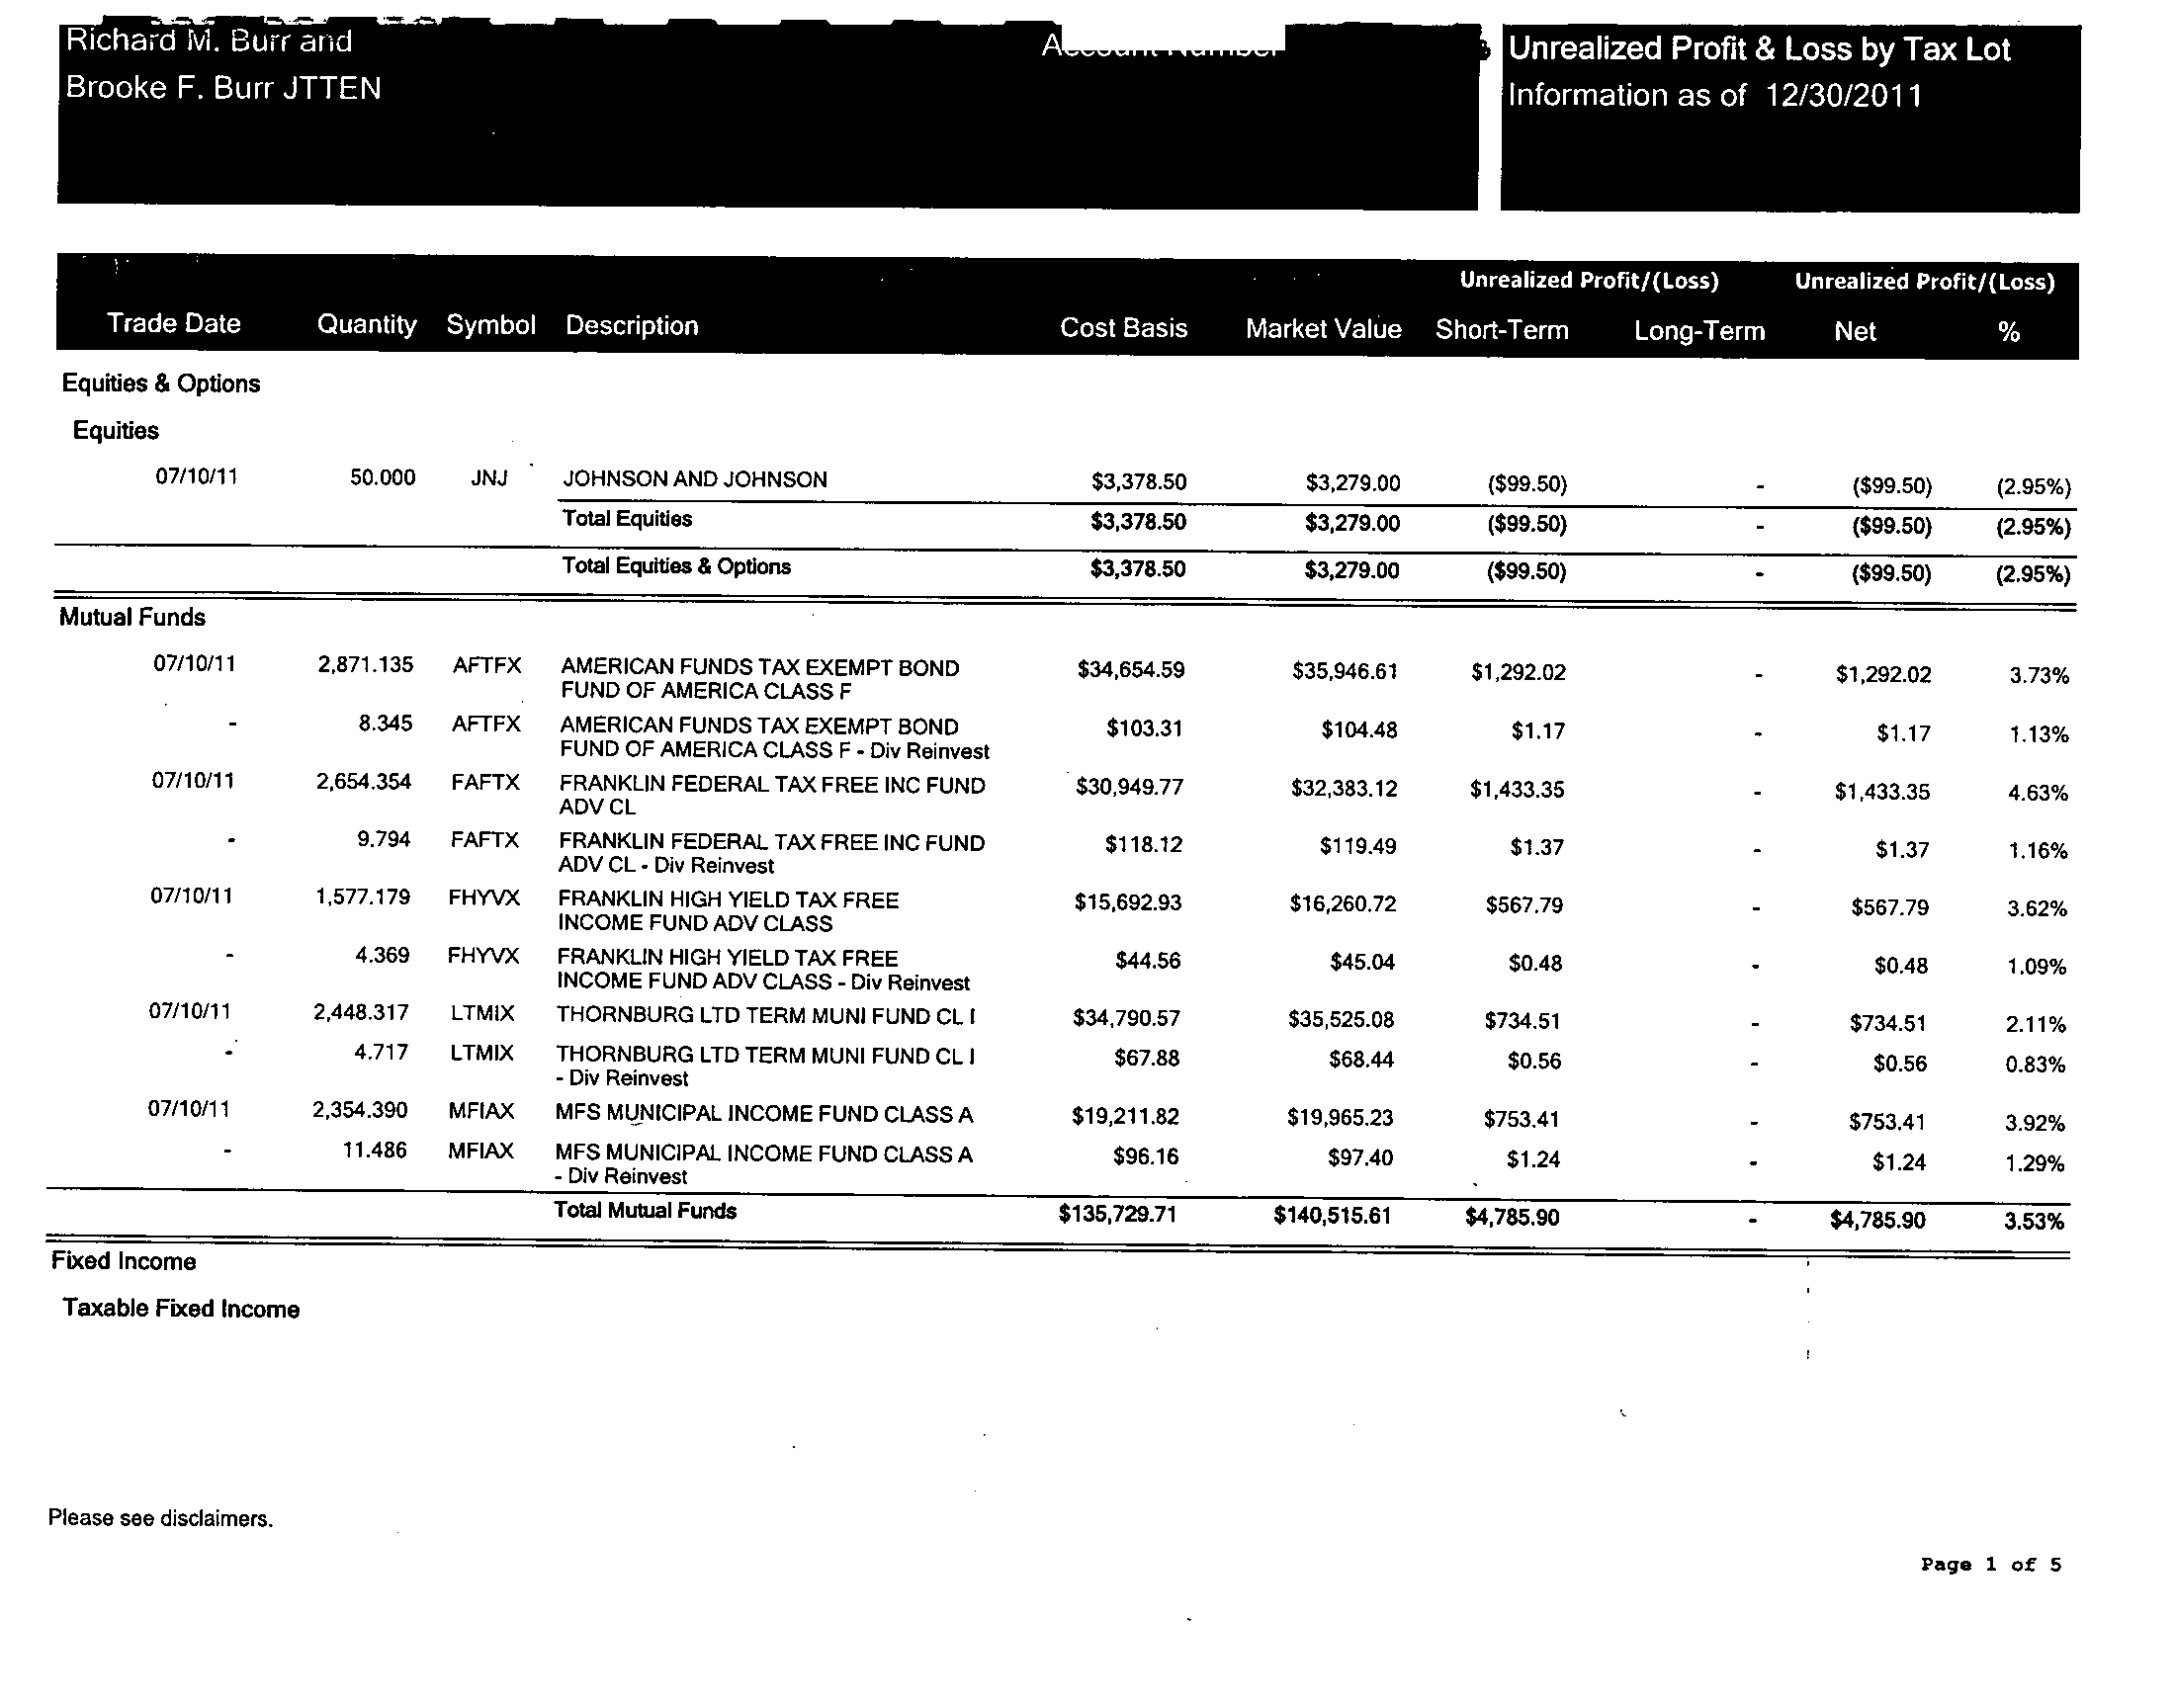 Richard M. Burr and
Brooke F. Burr JTTEN
Unrealized Profit & Loss by Tax Lot
Information as of 12/30/2011
Unrealized Profit/(Loss) Unrealized Profit/(Loss)
Trade Date Quantity Symbol Description Cost Basis Market Value Short-Term Long-Term Net %
Equities & Options
Equities
07/10/11 50.000 JNJ JOHNSON AND JOHNSON $3,378.50 $3,279.00 ($99.50) - ($99.50) (2.95%)
Total Equities $3,378.50 $3,279.00 ($99.50) - ($99.50) (2.95%)
Total Equities & Options $3,378.50 $3,279.00 ($99.50) - ($99.50) (2.95%)
Mutual Funds
07/10/11 2,871.135 AFTFX AMERICAN FUNDS TAX EXEMPT BOND $34,654.59 $35,946.61 $1,292.02 - $1,292.02 3.73%
FUND OF AMERICA CLASS F
- 8.345 AFTFX AMERICAN FUNDS TAX EXEMPT BOND $103.31 $104.48 $1.17 - $1.17 1.13%
FUND OF AMERICA CLASS F - Div Reinvest
07/10/11 2,654.354 FAFTX FRANKLIN FEDERAL TAX FREE INC FUND $30,949.77 $32,383.12 $1,433.35 - $1,433.35 4.63%
ADV CL
- 9.794 FAFTX FRANKLIN FEDERAL TAX FREE INC FUND $118.12 $119.49 $1.37 - $1.37 1.16%
ADV CL - Div Reinvest
07/10/11 1,577.179 FHYVX FRANKLIN HIGH YIELD TAX FREE $15,692.93 $16,260.72 $567.79 - $567.79 3.62%
INCOME FUND ADV CLASS
- 4.369 FHYVX FRANKLIN HIGH YIELD TAX FREE $44.56 $45.04 $0.48 - $0.48 1.09%
INCOME FUND ADV CLASS - Div Reinvest
07/10/11 2,448.317 LTMIX THORNBURG LTD TERM MUNI FUND CL I $34,790.57 $35,525.08 $734.51 - $734.51 2.11%
- 4.717 LTMIX THORNBURG LTD TERM MUNI FUND CL I $67.88 $68.44 $0.56 - $0.56 0.83%
- Div Reinvest
07/10/11 2,354.390 MFIAX MFS MUNICIPAL INCOME FUND CLASS A $19,211.82 $19,965.23 $753.41 - $753.41 3.92%
- 11.486 MFIAX MFS MUNICIPAL INCOME FUND CLASS A $96.16 $97.40 $1.24 - $1.24 1.29%
- Div Reinvest
Total Mutual Funds $135,729.71 $140,515.61 $4,785.90 - $4,785.90 3.53%
Fixed Income
Taxable Fixed Income
Please see disclaimers.
Page 1 of 5